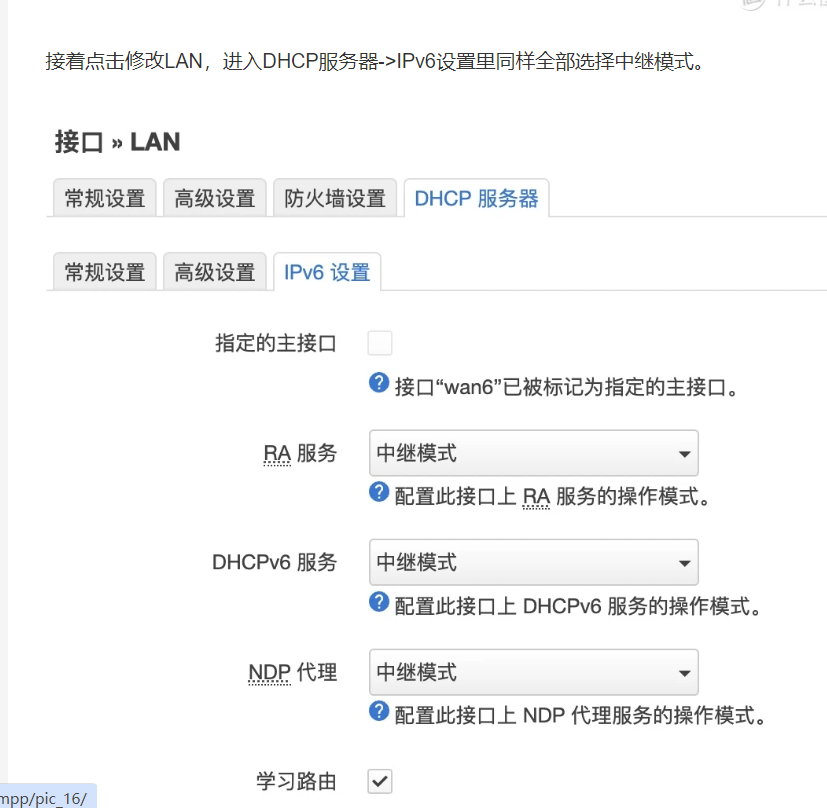 接着点击修改LAN，进入DHCP服务器->IPv6设置里同样全部选择中继模式。
接口 » LAN
常规设置 高级设置 防火墙设置 DHCP 服务器
常规设置 高级设置 IPv6 设置
指定的主接口
接口“wan6”已被标记为指定的主接口。
RA 服务 中继模式
配置此接口上 RA 服务的操作模式。
DHCPv6 服务 中继模式
配置此接口上 DHCPv6 服务的操作模式。
NDP 代理 中继模式
配置此接口上 NDP 代理服务的操作模式。
学习路由
mpp/pic_16/